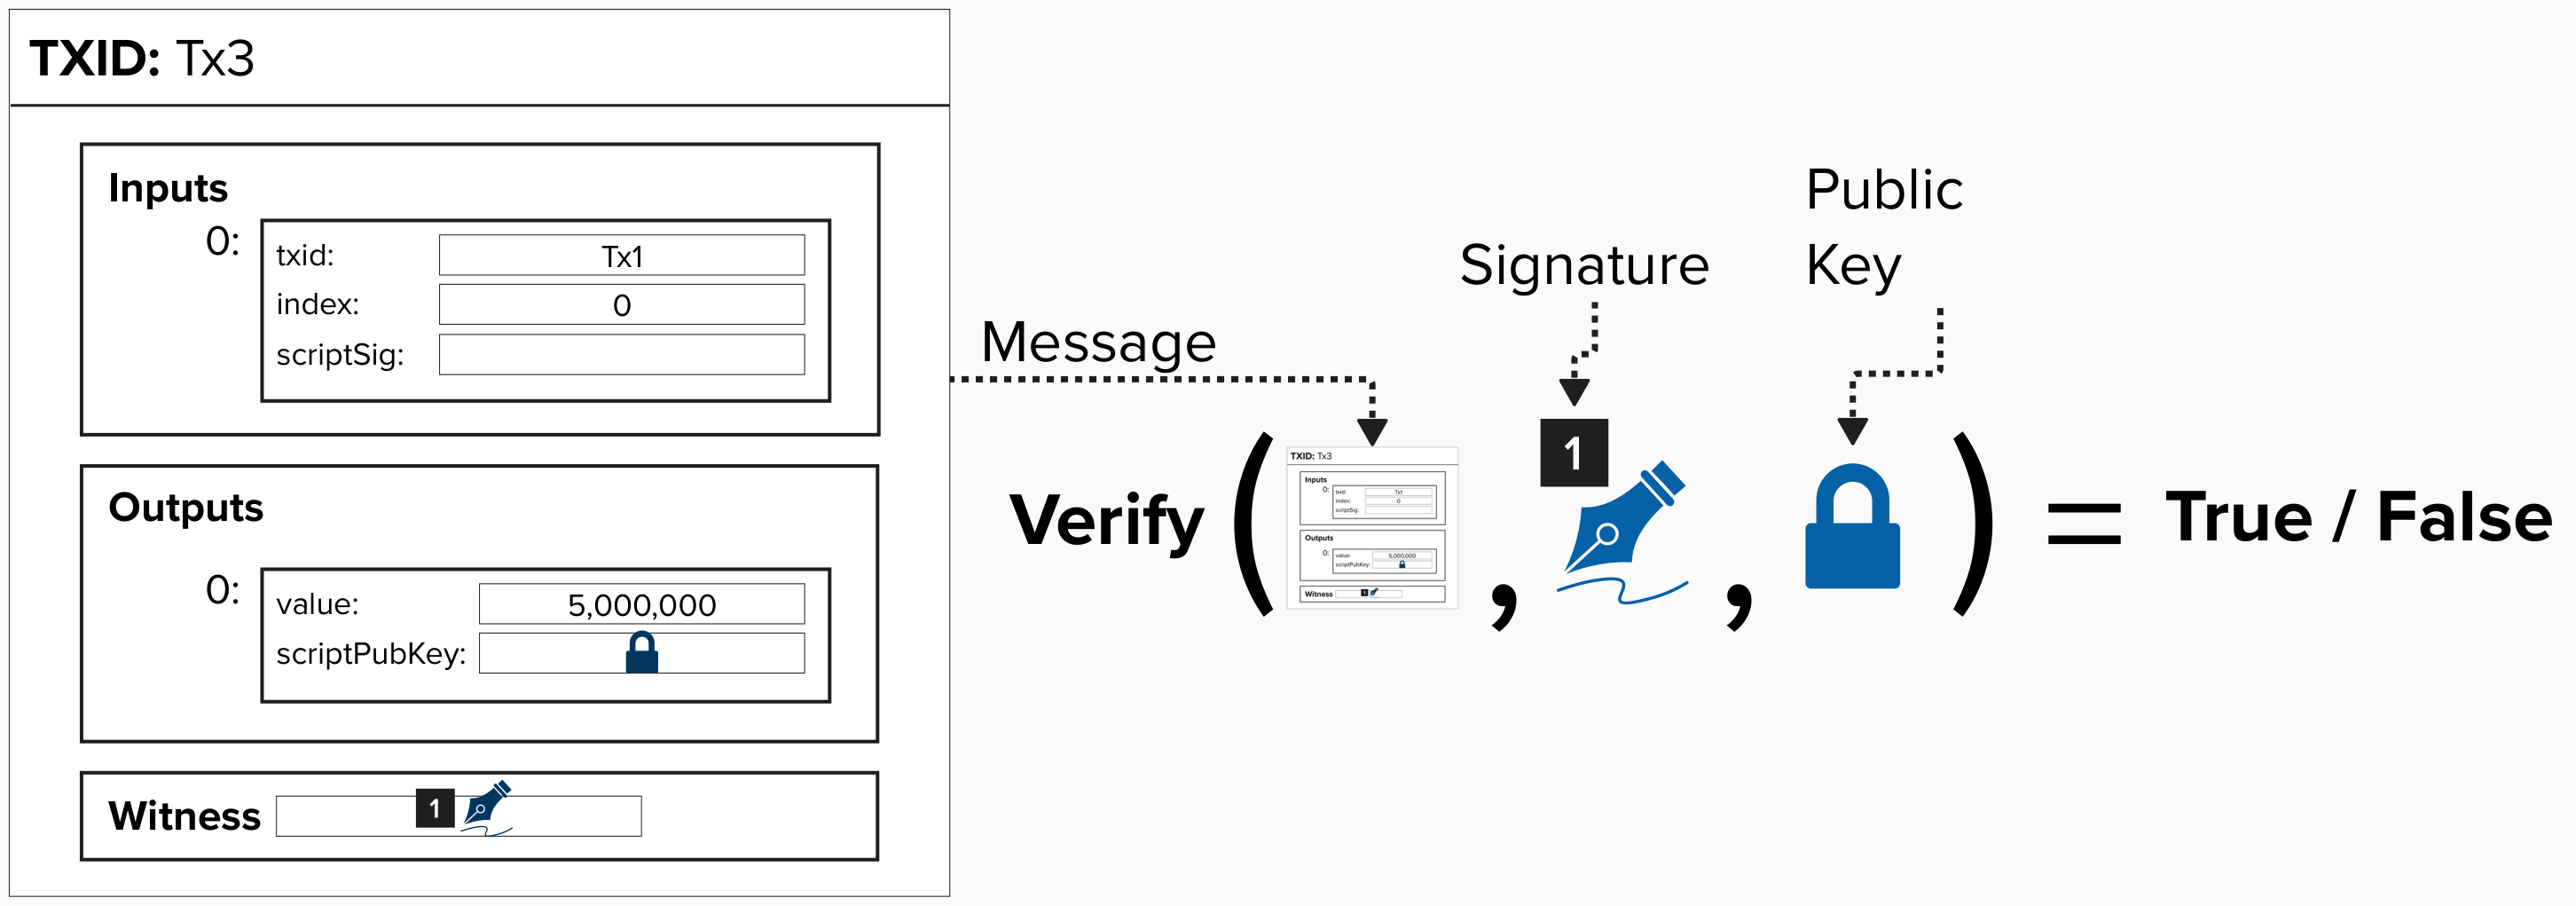 TXID: Tx3
Inputs
0:
txid: Tx1
index: 0
scriptSig:
Outputs
0:
value: 5,000,000
scriptPubKey:
Witness 1
Message
Signature
Public
Key
1
Verify ( , , ) = True / False
TXID: Tx3
Inputs
0:
txid: Tx1
index: 0
scriptSig:
Outputs
0:
value: 5,000,000
scriptPubKey:
Witness 1